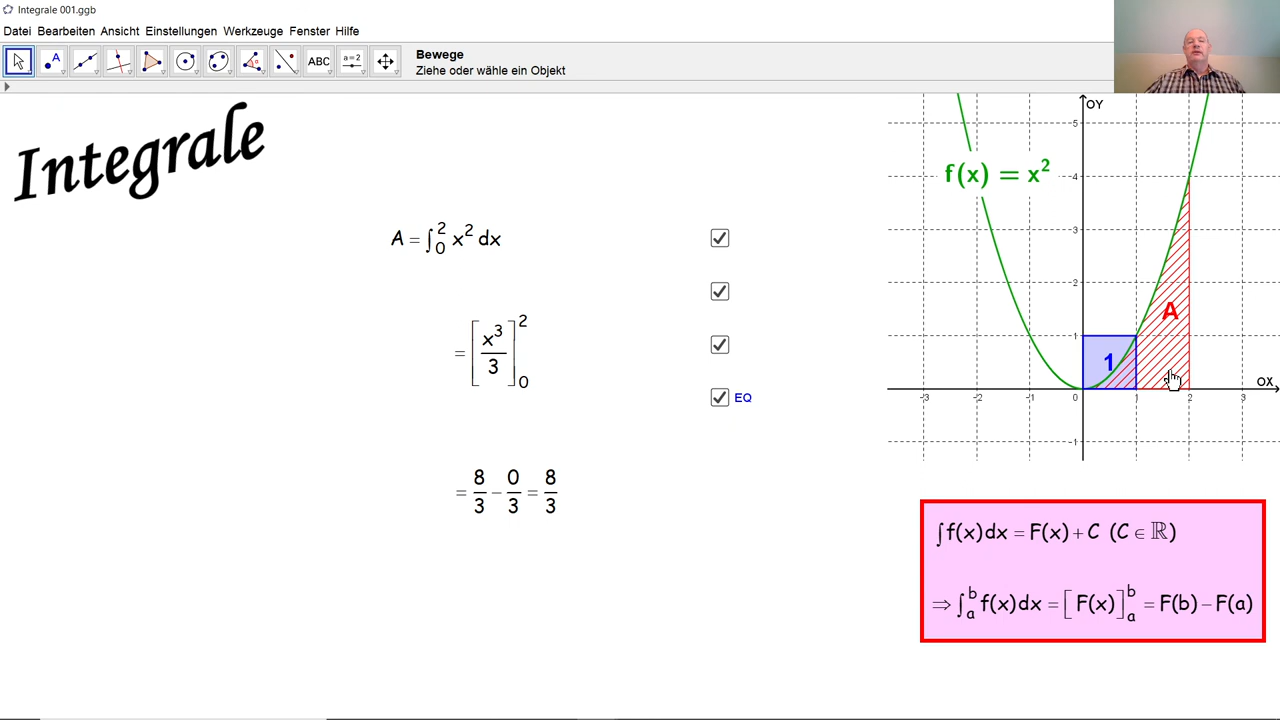 Integrale 001.ggb
Datei Bearbeiten Ansicht Einstellungen Werkzeuge Fenster Hilfe
A ABC a=2 Bewege
Ziehe oder wähle ein Objekt
Integrale
A = ∫₀² x² dx
= [x³/3]₀²
= 8/3 − 0/3 = 8/3
EQ
OY
5
f(x) = x²
4
3
2
A
1
1
OX
-3 -2 -1 0 1 2 3
-1
∫f(x)dx = F(x) + C (C ∈ ℝ)
⇒ ∫ₐᵇ f(x)dx = [F(x)]ₐᵇ = F(b) − F(a)